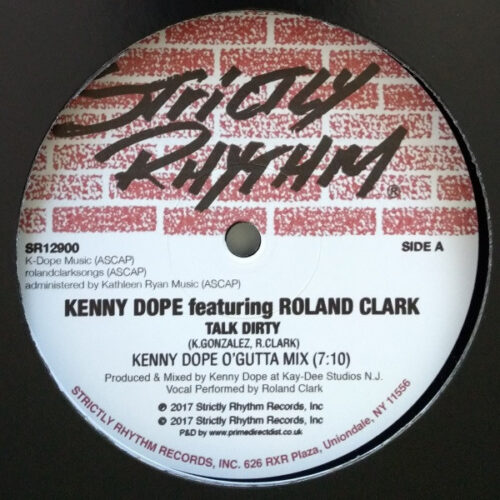 STRICTLY
RHYTHM®
SR12900
SIDE A
K-Dope Music (ASCAP)
rolandclarksongs (ASCAP)
administered by Kathleen Ryan Music (ASCAP)
KENNY DOPE featuring ROLAND CLARK
TALK DIRTY
(K.GONZALEZ, R.CLARK)
KENNY DOPE O'GUTTA MIX (7:10)
Produced & Mixed by Kenny Dope at Kay-Dee Studios N.J.
Vocal Performed by Roland Clark
℗ 2017 Strictly Rhythm Records, Inc
© 2017 Strictly Rhythm Records, Inc
P&D by www.primedirectdist.co.uk
STRICTLY RHYTHM RECORDS, INC. 626 RXR Plaza, Uniondale, NY 11556